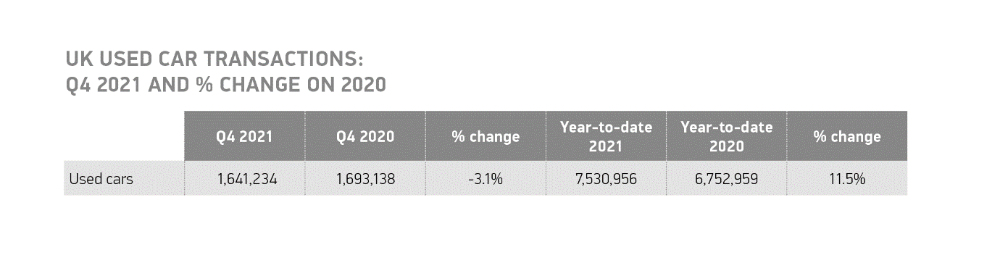 UK USED CAR TRANSACTIONS:
Q4 2021 AND % CHANGE ON 2020
Q4 2021 Q4 2020 % change Year-to-date 2021 Year-to-date 2020 % change
Used cars 1,641,234 1,693,138 -3.1% 7,530,956 6,752,959 11.5%